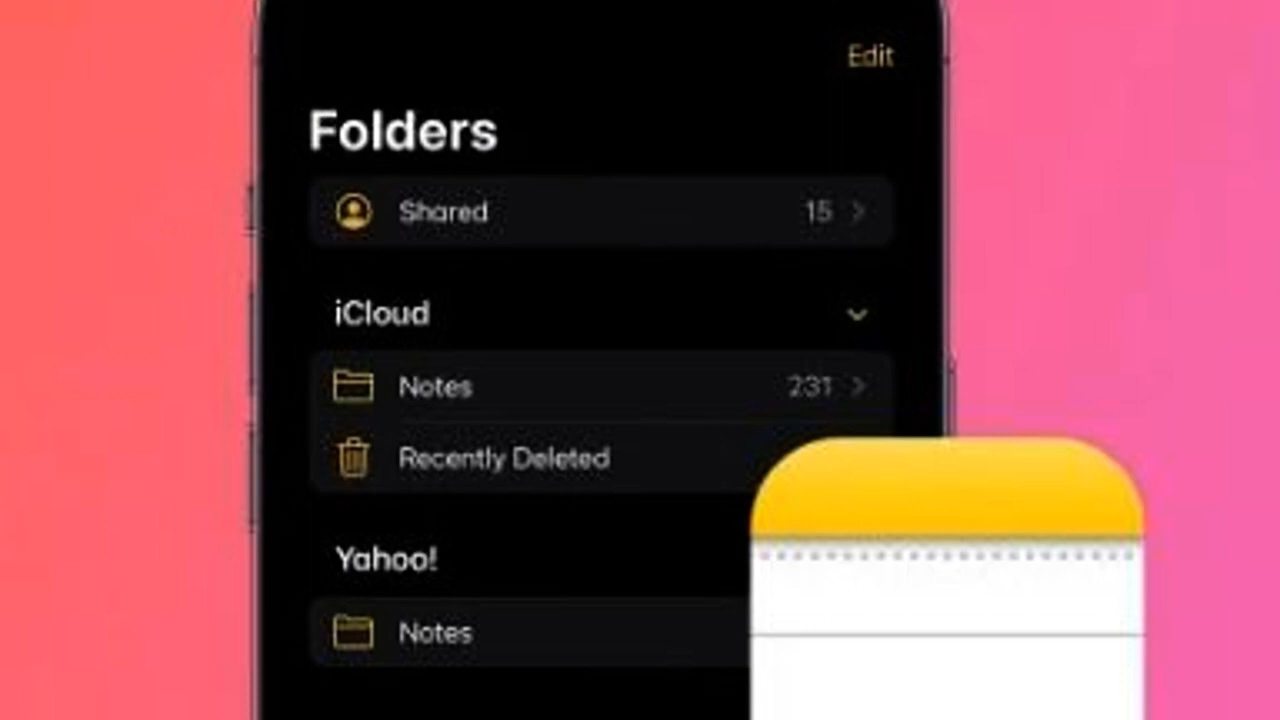 Edit
Folders
Shared 15
iCloud
Notes 231
Recently Deleted
Yahoo!
Notes